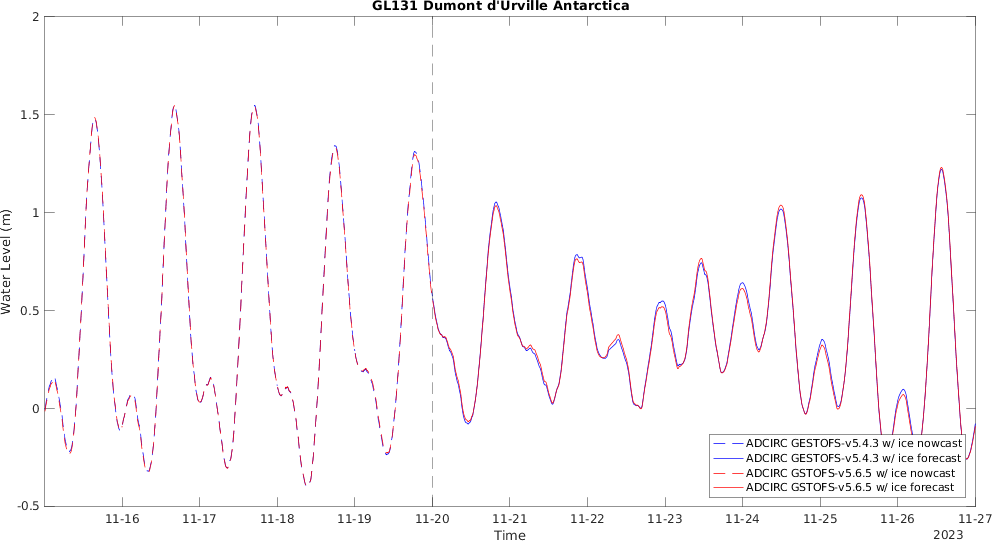 GL131 Dumont d'Urville Antarctica
2
1.5
1
0.5
0
-0.5
Water Level (m)
11-16 11-17 11-18 11-19 11-20 11-21 11-22 11-23 11-24 11-25 11-26 11-27
Time
2023
ADCIRC GESTOFS-v5.4.3 w/ ice nowcast
ADCIRC GESTOFS-v5.4.3 w/ ice forecast
ADCIRC GSTOFS-v5.6.5 w/ ice nowcast
ADCIRC GSTOFS-v5.6.5 w/ ice forecast